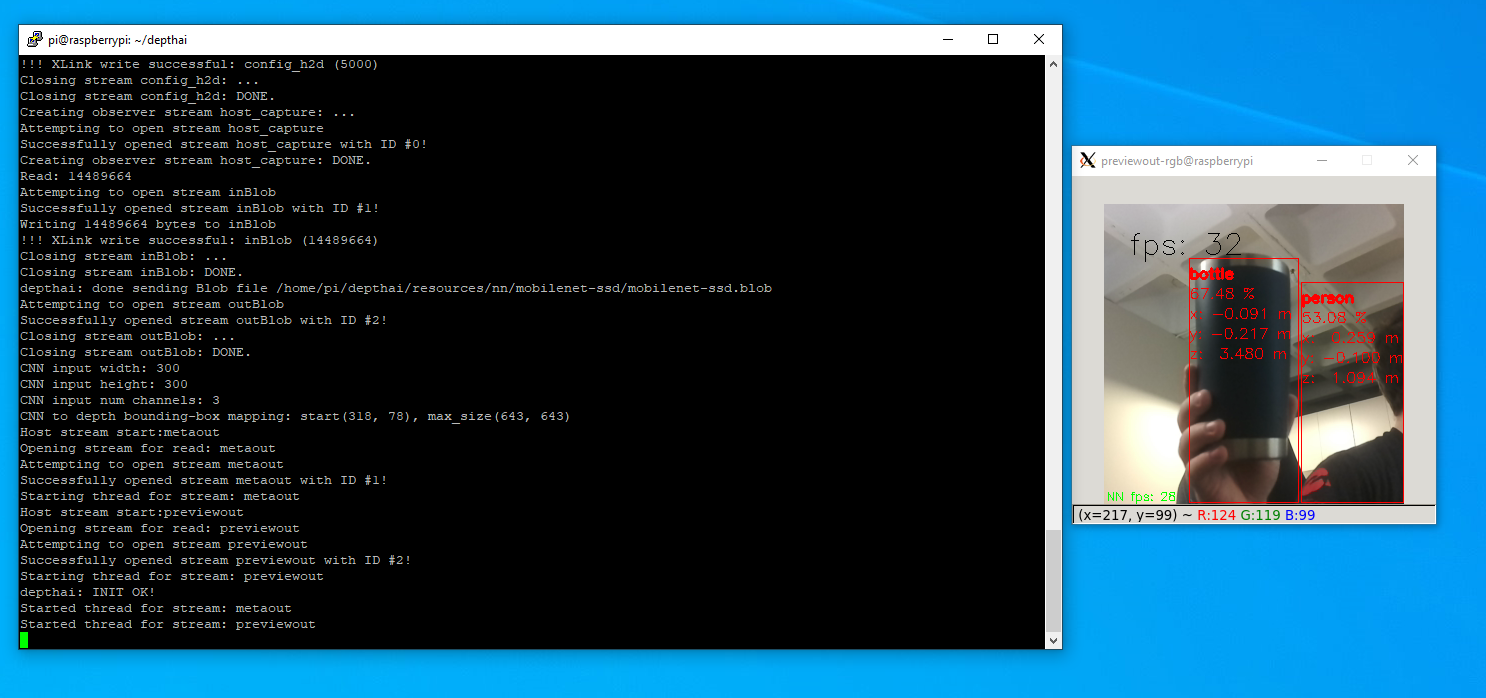 pi@raspberrypi: ~/depthai
!!! XLink write successful: config_h2d (5000)
Closing stream config_h2d: ...
Closing stream config_h2d: DONE.
Creating observer stream host_capture: ...
Attempting to open stream host_capture
Successfully opened stream host_capture with ID #0!
Creating observer stream host_capture: DONE.
Read: 14489664
Attempting to open stream inBlob
Successfully opened stream inBlob with ID #1!
Writing 14489664 bytes to inBlob
!!! XLink write successful: inBlob (14489664)
Closing stream inBlob: ...
Closing stream inBlob: DONE.
depthai: done sending Blob file /home/pi/depthai/resources/nn/mobilenet-ssd/mobilenet-ssd.blob
Attempting to open stream outBlob
Successfully opened stream outBlob with ID #2!
Closing stream outBlob: ...
Closing stream outBlob: DONE.
CNN input width: 300
CNN input height: 300
CNN input num channels: 3
CNN to depth bounding-box mapping: start(318, 78), max_size(643, 643)
Host stream start:metaout
Opening stream for read: metaout
Attempting to open stream metaout
Successfully opened stream metaout with ID #1!
Starting thread for stream: metaout
Host stream start:previewout
Opening stream for read: previewout
Attempting to open stream previewout
Successfully opened stream previewout with ID #2!
Starting thread for stream: previewout
depthai: INIT OK!
Started thread for stream: metaout
Started thread for stream: previewout
previewout-rgb@raspberrypi
fps: 32
bottle
67.48 %
x: -0.091 m
y: -0.217 m
z: 3.480 m
person
53.08 %
x: 0.259 m
y: -0.100 m
z: 1.094 m
NN fps: 28
(x=217, y=99) ~ R:124 G:119 B:99